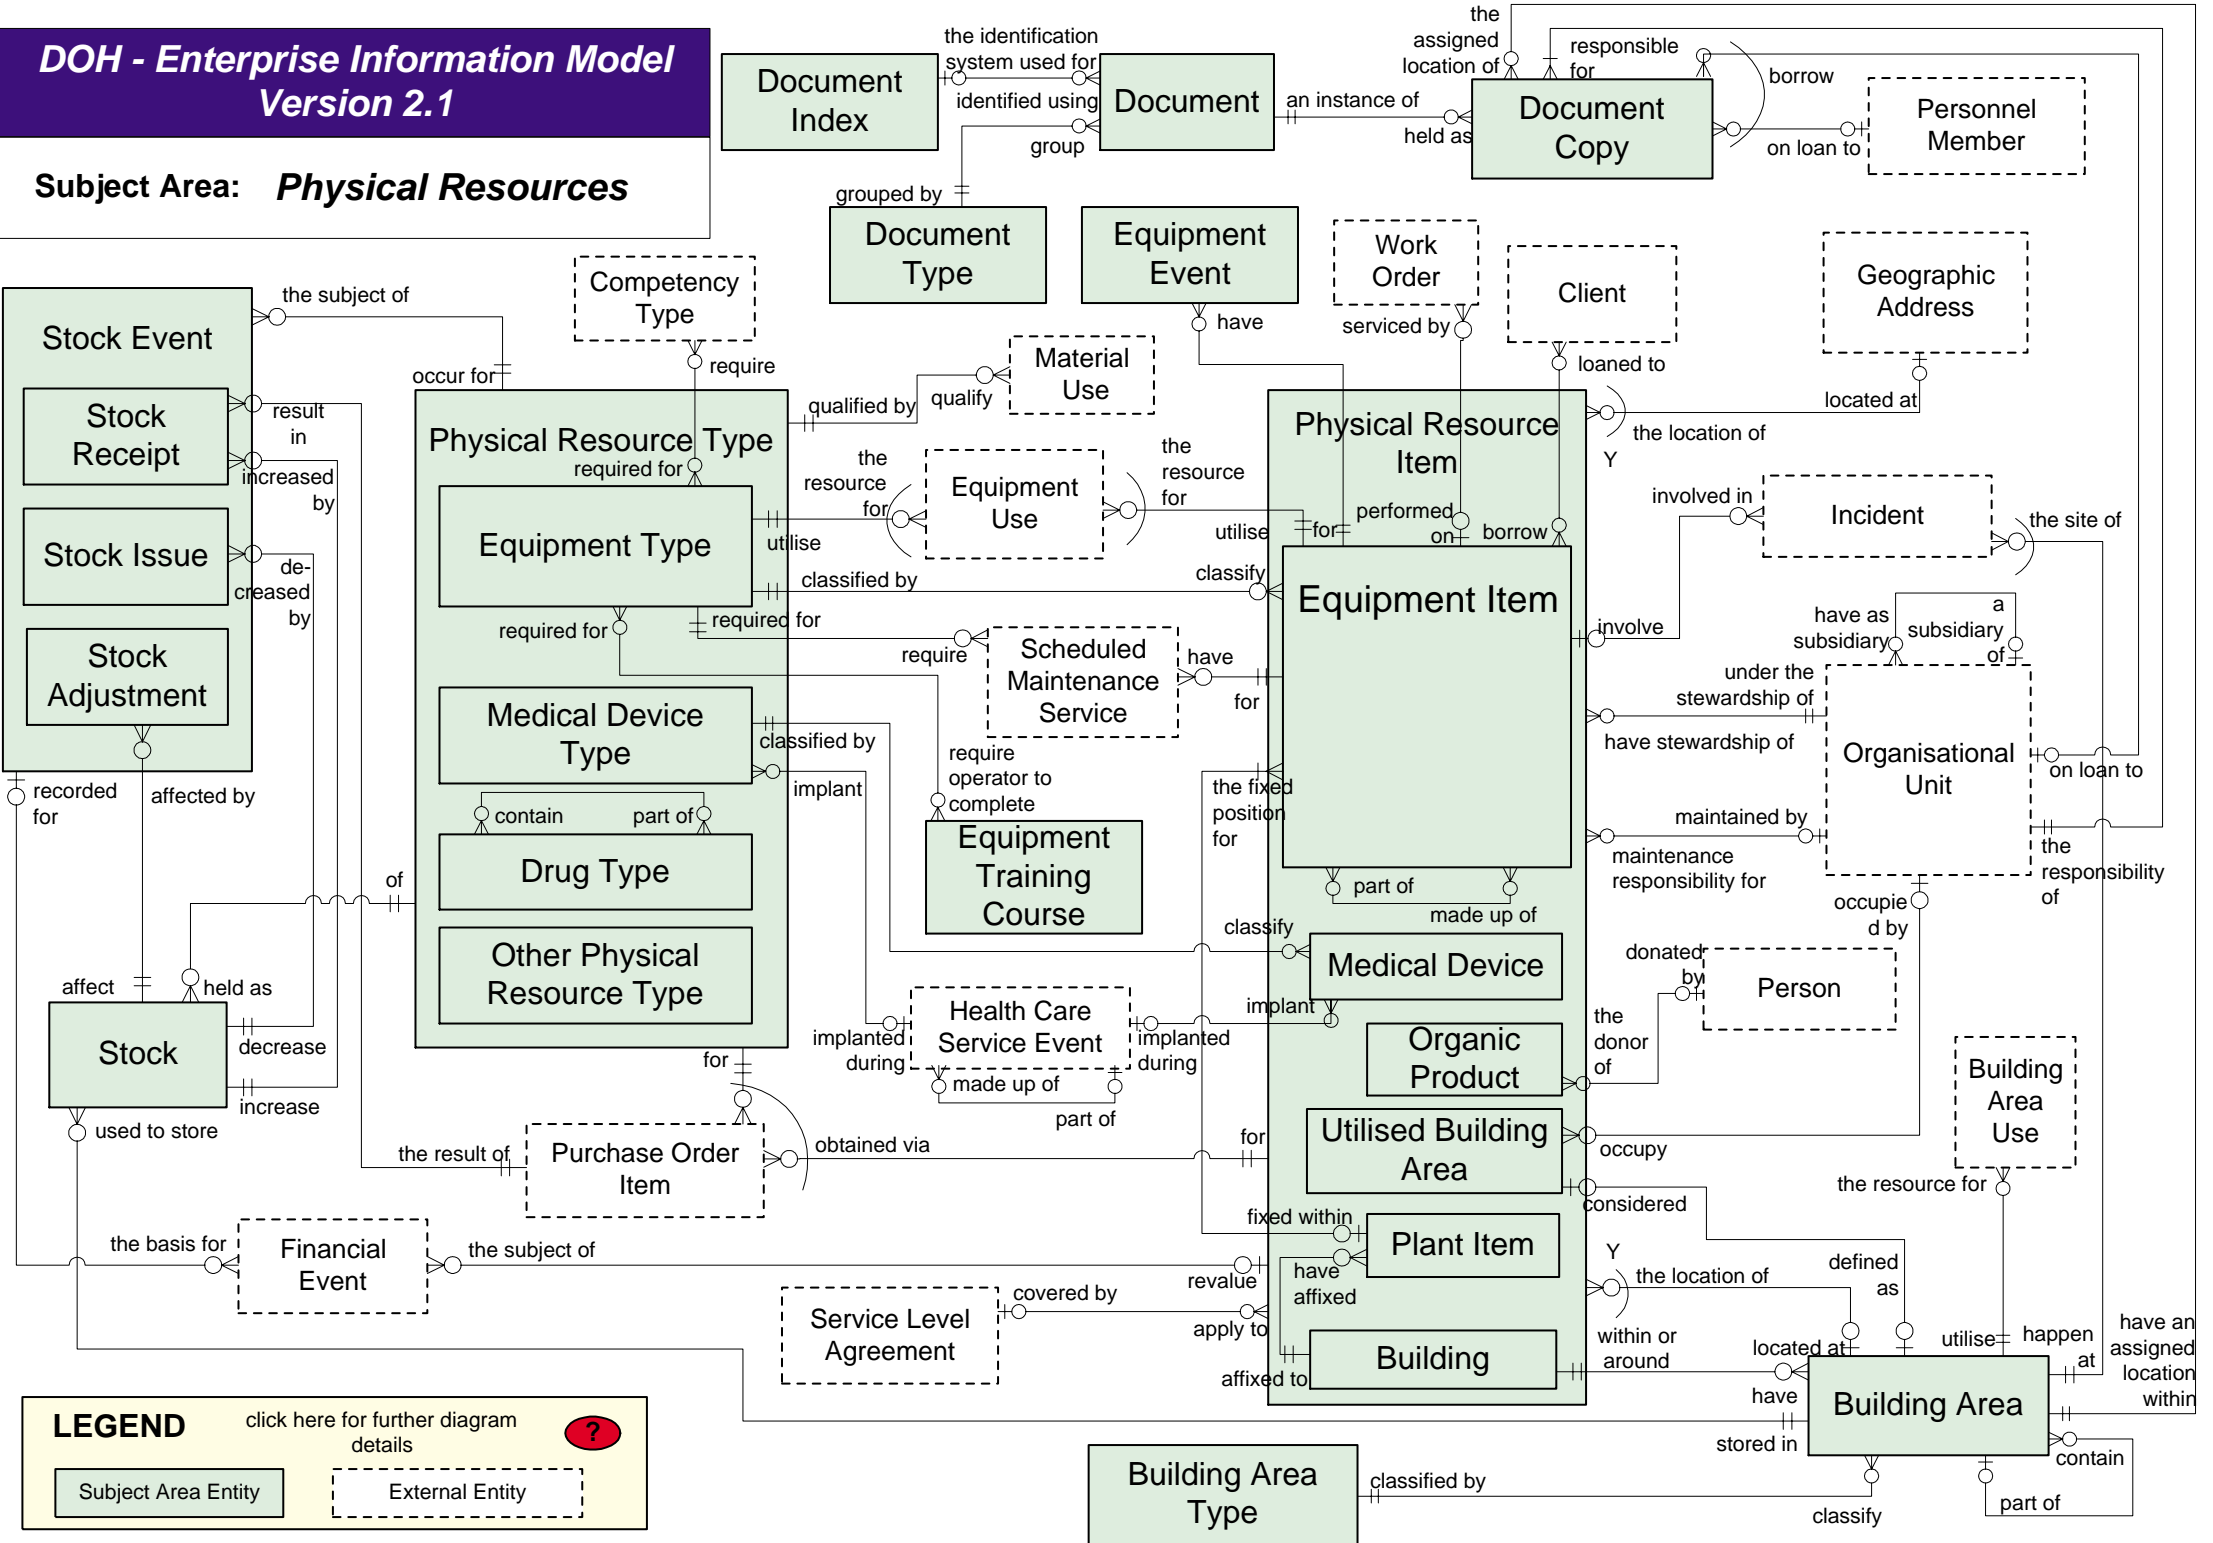 DOH - Enterprise Information Model
Version 2.1
Subject Area: Physical Resources
Document
Index
the identification
system used for
identified using
Document
group
grouped by
Document
Type
an instance of
held as
the
assigned
location of
responsible
for
borrow
Document
Copy
on loan to
Personnel
Member
Equipment
Event
have
Work
Order
serviced by
Client
loaned to
Geographic
Address
located at
the location of
Y
Stock Event
the subject of
occur for
Stock
Receipt
result
in
increased
by
Stock Issue
de-
creased
by
Stock
Adjustment
recorded
for
affected by
Competency
Type
require
Physical Resource Type
required for
qualified by
qualify
Material
Use
Equipment Type
utilise
the
resource
for
Equipment
Use
the
resource
for
utilise
classified by
classify
required for
required for
require
Scheduled
Maintenance
Service
have
for
Medical Device
Type
classified by
implant
contain
part of
Drug Type
Other Physical
Resource Type
require
operator to
complete
Equipment
Training
Course
the fixed
position
for
Physical Resource
Item
for
performed
on
borrow
Equipment Item
part of
made up of
involved in
Incident
the site of
involve
have as
subsidiary
a
subsidiary
of
under the
stewardship of
have stewardship of
Organisational
Unit
on loan to
maintained by
maintenance
responsibility for
the
responsibility
of
occupie
d by
of
affect
held as
Stock
decrease
increase
used to store
classify
Medical Device
implant
implanted
during
Health Care
Service Event
implanted
during
made up of
part of
donated
by
Person
the
donor
of
Organic
Product
Utilised Building
Area
occupy
considered
Building
Area
Use
the resource for
for
the result of
Purchase Order
Item
obtained via
for
fixed within
Plant Item
have
affixed
the basis for
Financial
Event
the subject of
revalue
Service Level
Agreement
covered by
apply to
affixed to
Building
within or
around
Y
the location of
defined
as
located at
utilise
happen
at
have an
assigned
location
within
have
stored in
Building Area
contain
part of
classify
Building Area
Type
classified by
LEGEND
click here for further diagram
details
?
Subject Area Entity
External Entity